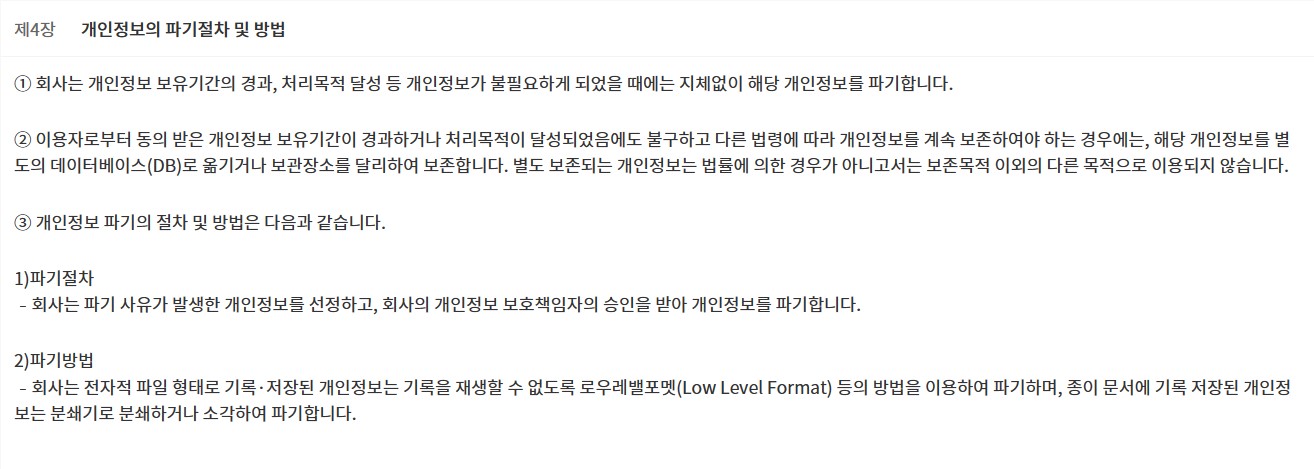 제4장 개인정보의 파기절차 및 방법
① 회사는 개인정보 보유기간의 경과, 처리목적 달성 등 개인정보가 불필요하게 되었을 때에는 지체없이 해당 개인정보를 파기합니다.
② 이용자로부터 동의 받은 개인정보 보유기간이 경과하거나 처리목적이 달성되었음에도 불구하고 다른 법령에 따라 개인정보를 계속 보존하여야 하는 경우에는, 해당 개인정보를 별
도의 데이터베이스(DB)로 옮기거나 보관장소를 달리하여 보존합니다. 별도 보존되는 개인정보는 법률에 의한 경우가 아니고서는 보존목적 이외의 다른 목적으로 이용되지 않습니다.
③ 개인정보 파기의 절차 및 방법은 다음과 같습니다.
1)파기절차
- 회사는 파기 사유가 발생한 개인정보를 선정하고, 회사의 개인정보 보호책임자의 승인을 받아 개인정보를 파기합니다.
2)파기방법
- 회사는 전자적 파일 형태로 기록·저장된 개인정보는 기록을 재생할 수 없도록 로우레밸포멧(Low Level Format) 등의 방법을 이용하여 파기하며, 종이 문서에 기록 저장된 개인정
보는 분쇄기로 분쇄하거나 소각하여 파기합니다.